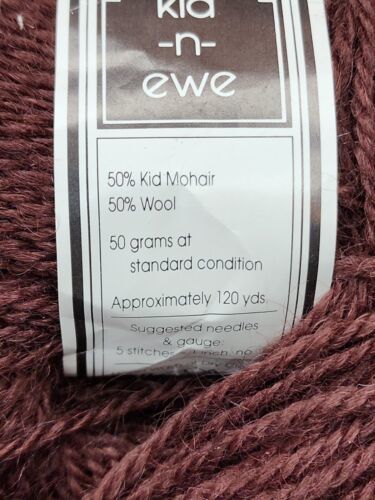 kid
-n-
ewe
50% Kid Mohair
50% Wool
50 grams at
standard condition
Approximately 120 yds.
Suggested needles
& gauge:
5 stitches